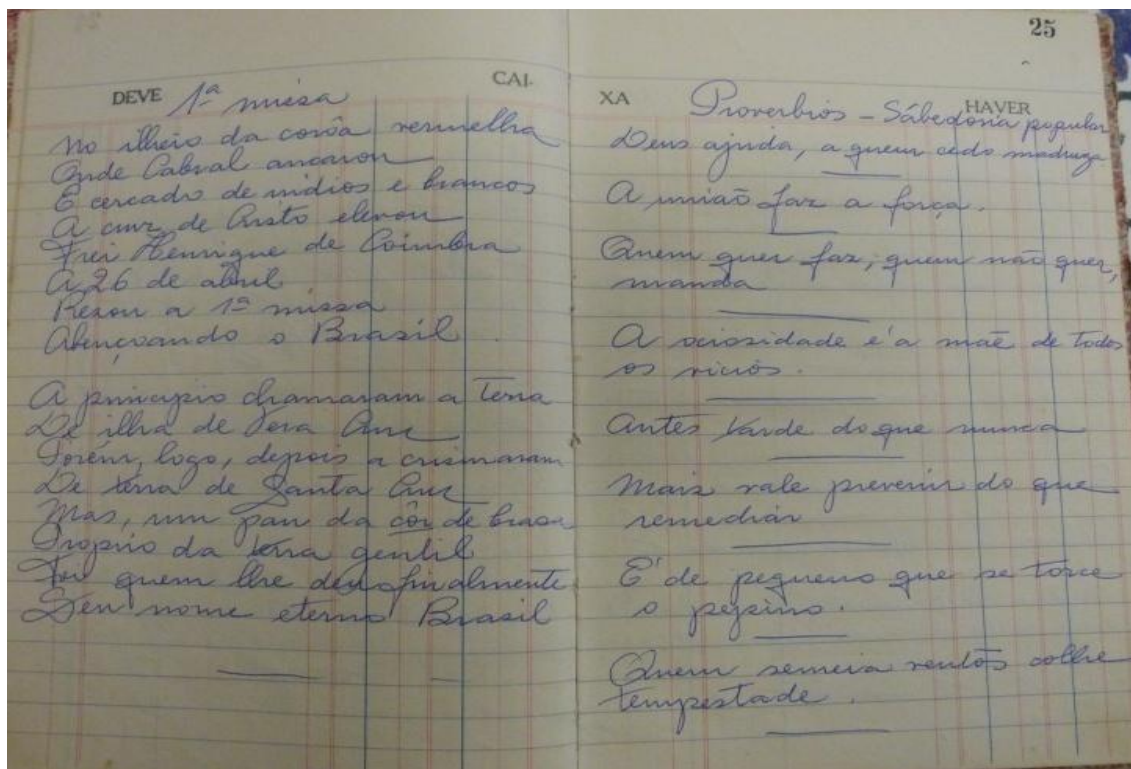 25
DEVE CAI-
1ª missa
No ilheio da corôa vermelha
Onde Cabral ancorou
E cercado de indios e brancos
A cruz de Cristo elevou
Frei Henrique de Coimbra
A 26 de abril
Rezou a 1ª missa
Abençoando o Brasil.
A principio chamaram a terra
De ilha de Vera Cruz
Porém, logo, depois a crismaram
De terra de Santa Cruz
Mas, um pau da côr de brasa
Proprio da terra gentil
Foi quem lhe deu finalmente
Seu nome eterno Brasil
XA HAVER
Proverbios - Sabedoria popular
Deus ajuda, a quem cedo madruga
A união faz a força.
Quem quer faz, quem não quer,
manda
A ociosidade é a mãe de todos
os vicios.
Antes tarde do que nunca
Mais vale prevenir do que
remediar
E' de pequeno que se torce
o pepino.
Quem semeia ventos colhe
tempestade.